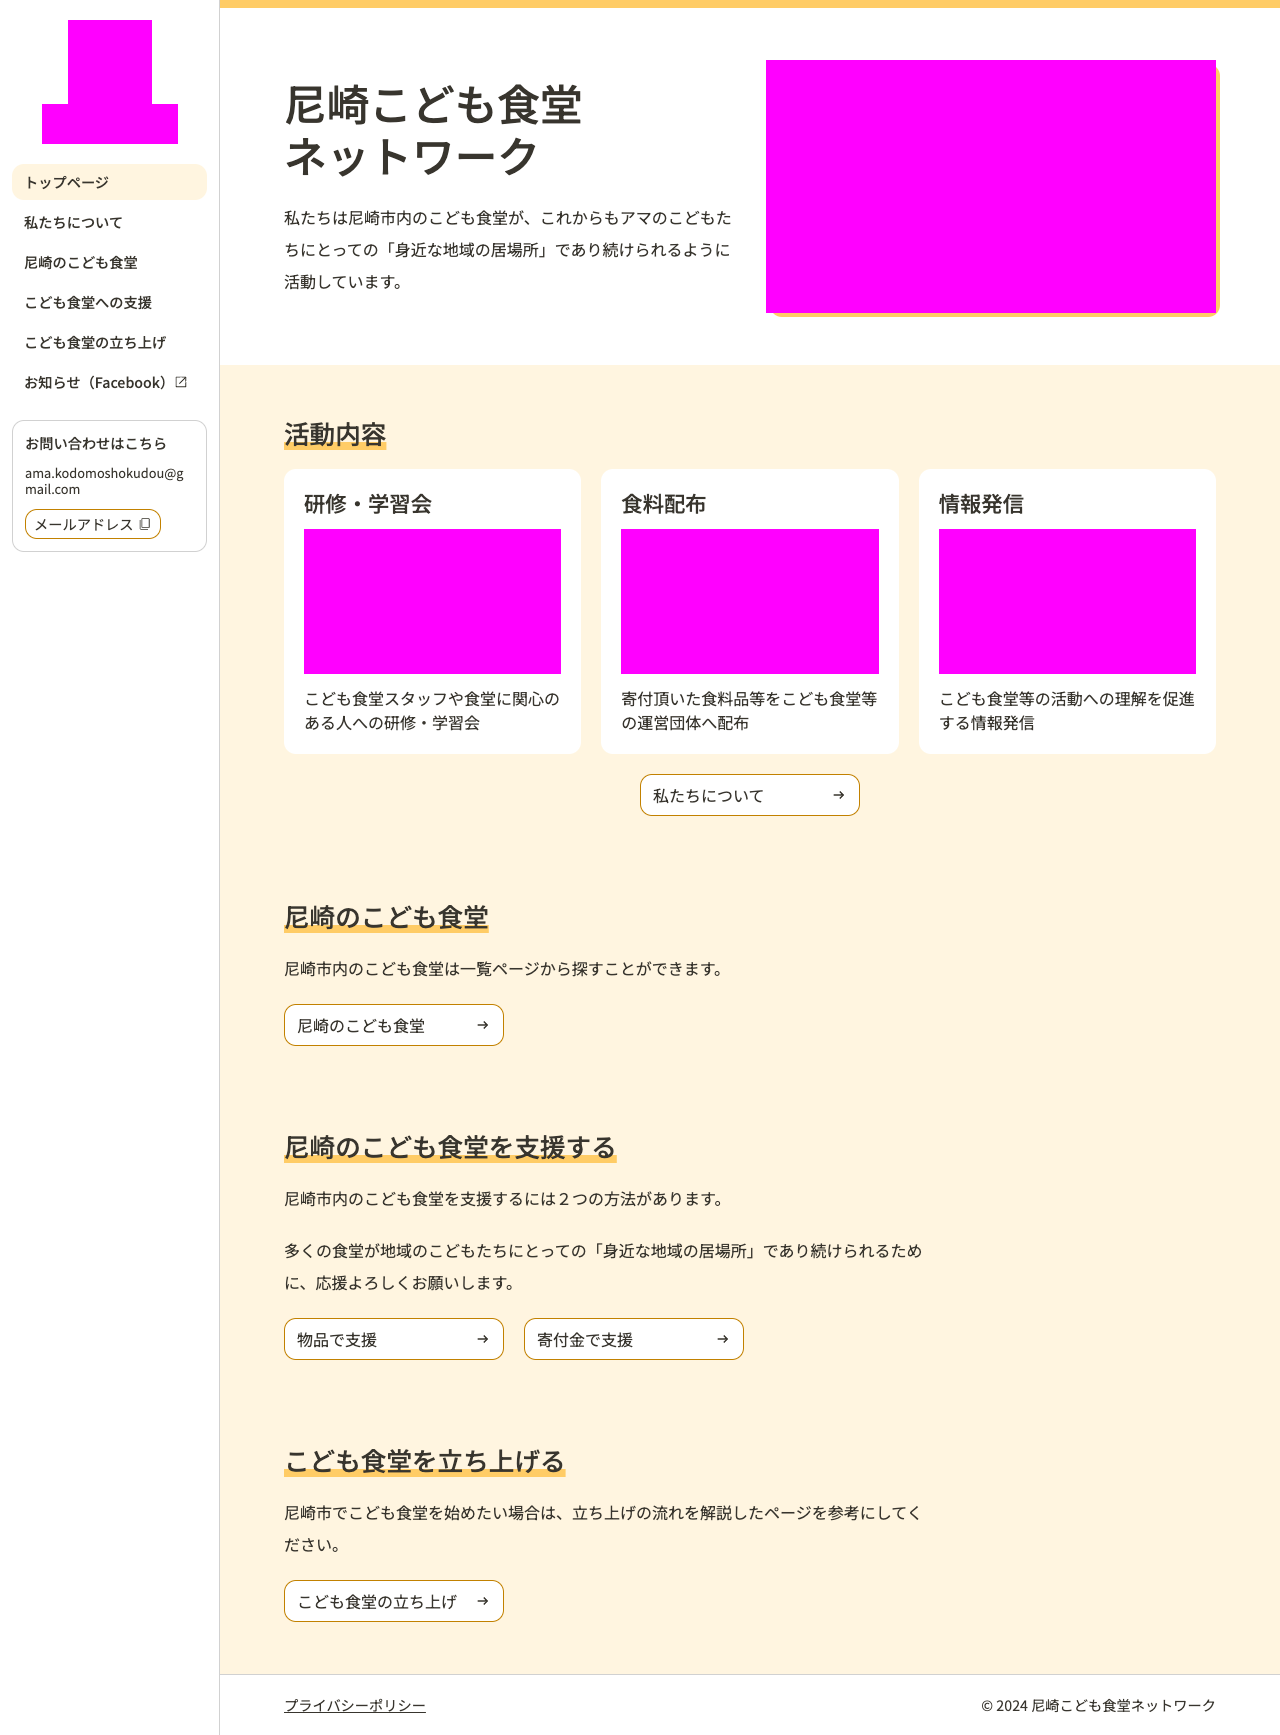 トップページ
私たちについて
尼崎のこども食堂
こども食堂への支援
こども食堂の立ち上げ
お知らせ（Facebook）
お問い合わせはこちら
ama.kodomoshokudou@g
mail.com
メールアドレス
尼崎こども食堂
ネットワーク
私たちは尼崎市内のこども食堂が、これからもアマのこどもた
ちにとっての「身近な地域の居場所」であり続けられるように
活動しています。
活動内容
研修・学習会
こども食堂スタッフや食堂に関心の
ある人への研修・学習会
食料配布
寄付頂いた食料品等をこども食堂等
の運営団体へ配布
情報発信
こども食堂等の活動への理解を促進
する情報発信
私たちについて
尼崎のこども食堂
尼崎市内のこども食堂は一覧ページから探すことができます。
尼崎のこども食堂
尼崎のこども食堂を支援する
尼崎市内のこども食堂を支援するには２つの方法があります。
多くの食堂が地域のこどもたちにとっての「身近な地域の居場所」であり続けられるため
に、応援よろしくお願いします。
物品で支援
寄付金で支援
こども食堂を立ち上げる
尼崎市でこども食堂を始めたい場合は、立ち上げの流れを解説したページを参考にしてく
ださい。
こども食堂の立ち上げ
プライバシーポリシー
© 2024 尼崎こども食堂ネットワーク